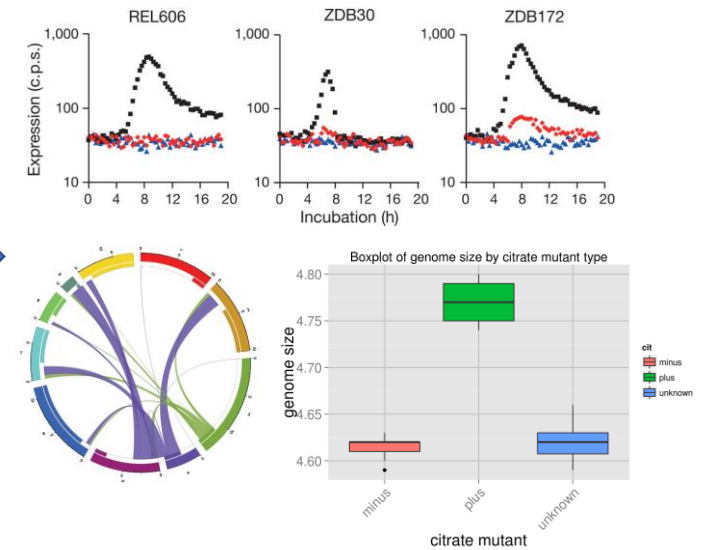 REL606 ZDB30 ZDB172
1,000 1,000 1,000
Expression (c.p.s.)
100 100 100
10 10 10
0 4 8 12 16 20 0 4 8 12 16 20 0 4 8 12 16 20
Incubation (h)
Boxplot of genome size by citrate mutant type
4.80
4.75
4.70
4.65
4.60
genome size
cit
minus
plus
unknown
minus plus unknown
citrate mutant